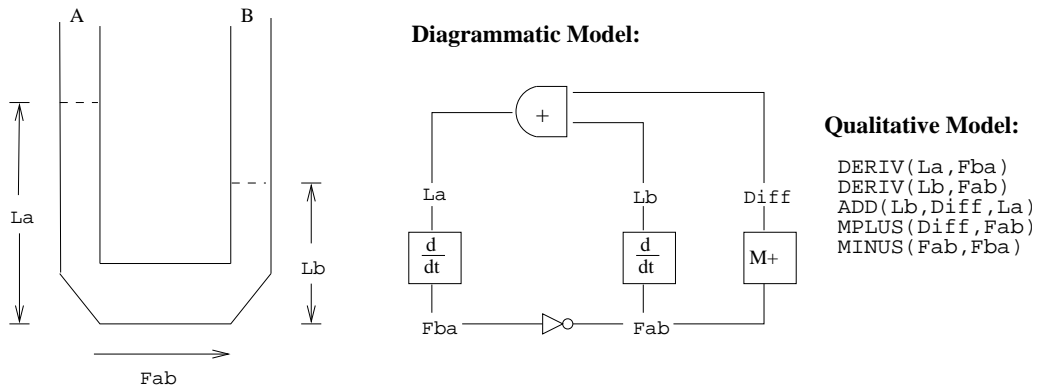 A
B
La
Lb
Fab
Diagrammatic Model:
+
La
Lb
Diff
d
dt
d
dt
M+
Fba
Fab
Qualitative Model:
DERIV(La,Fba)
DERIV(Lb,Fab)
ADD(Lb,Diff,La)
MPLUS(Diff,Fab)
MINUS(Fab,Fba)